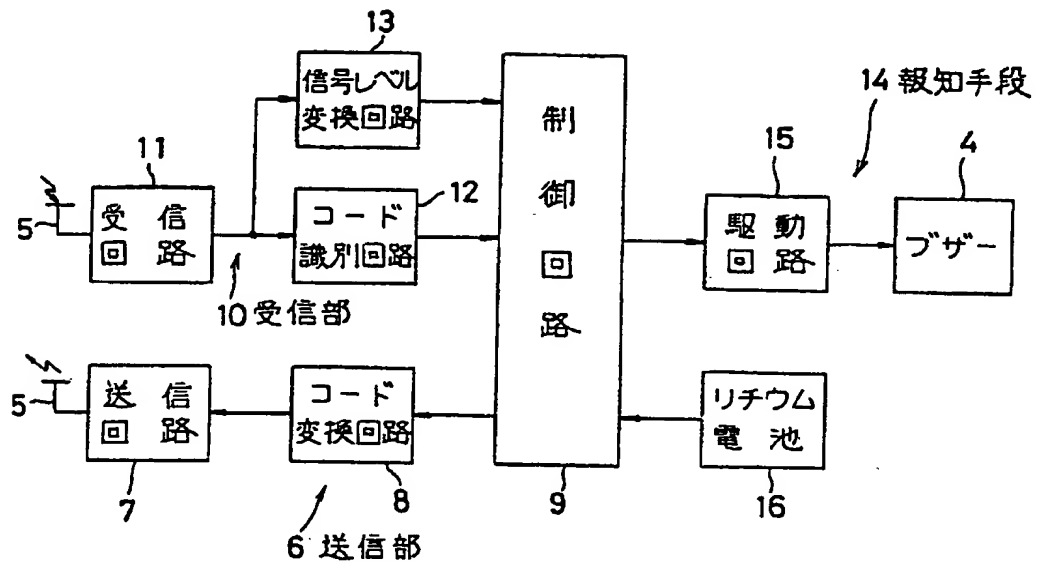 13
信号レベル
変換回路
14 報知手段
11
受信
回路
5
12
コード
識別回路
10 受信部
制御回路
15
駆動
回路
4
ブザー
5
送信
回路
7
コード
変換回路
8
6 送信部
9
リチウム
電池
16